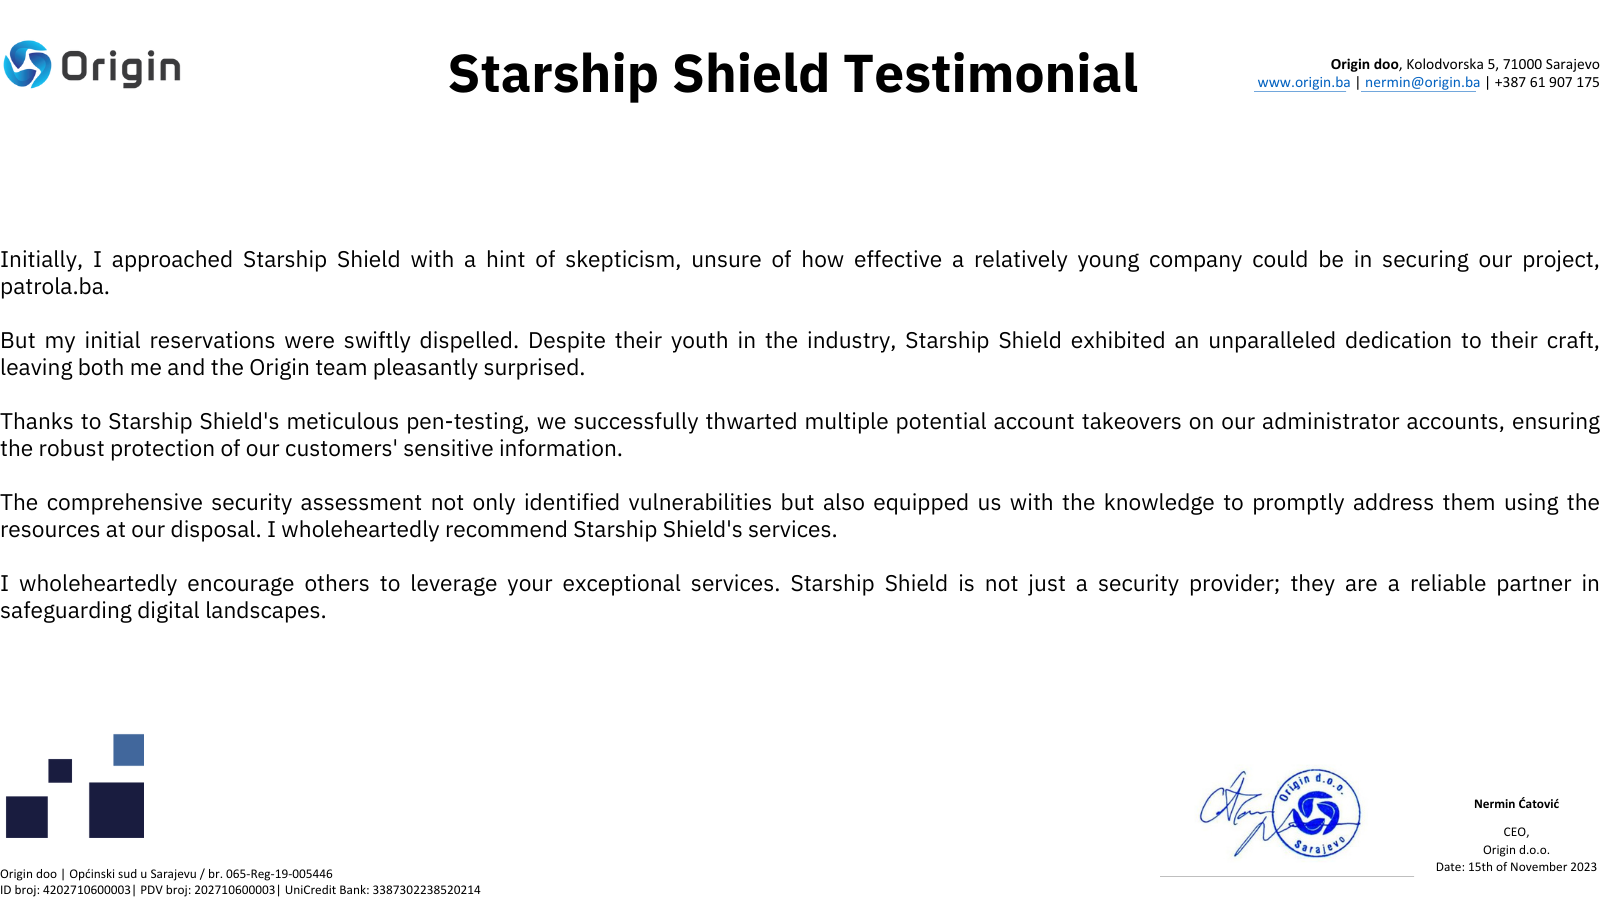 Origin
Starship Shield Testimonial
Origin doo, Kolodvorska 5, 71000 Sarajevo
www.origin.ba | nermin@origin.ba | +387 61 907 175
Initially, I approached Starship Shield with a hint of skepticism, unsure of how effective a relatively young company could be in securing our project,
patrola.ba.
But my initial reservations were swiftly dispelled. Despite their youth in the industry, Starship Shield exhibited an unparalleled dedication to their craft,
leaving both me and the Origin team pleasantly surprised.
Thanks to Starship Shield's meticulous pen-testing, we successfully thwarted multiple potential account takeovers on our administrator accounts, ensuring
the robust protection of our customers' sensitive information.
The comprehensive security assessment not only identified vulnerabilities but also equipped us with the knowledge to promptly address them using the
resources at our disposal. I wholeheartedly recommend Starship Shield's services.
I wholeheartedly encourage others to leverage your exceptional services. Starship Shield is not just a security provider; they are a reliable partner in
safeguarding digital landscapes.
Origin d.o.o.
Sarajevo
Nermin Ćatović
CEO,
Origin d.o.o.
Date: 15th of November 2023
Origin doo | Općinski sud u Sarajevu / br. 065-Reg-19-005446
ID broj: 4202710600003| PDV broj: 202710600003| UniCredit Bank: 3387302238520214